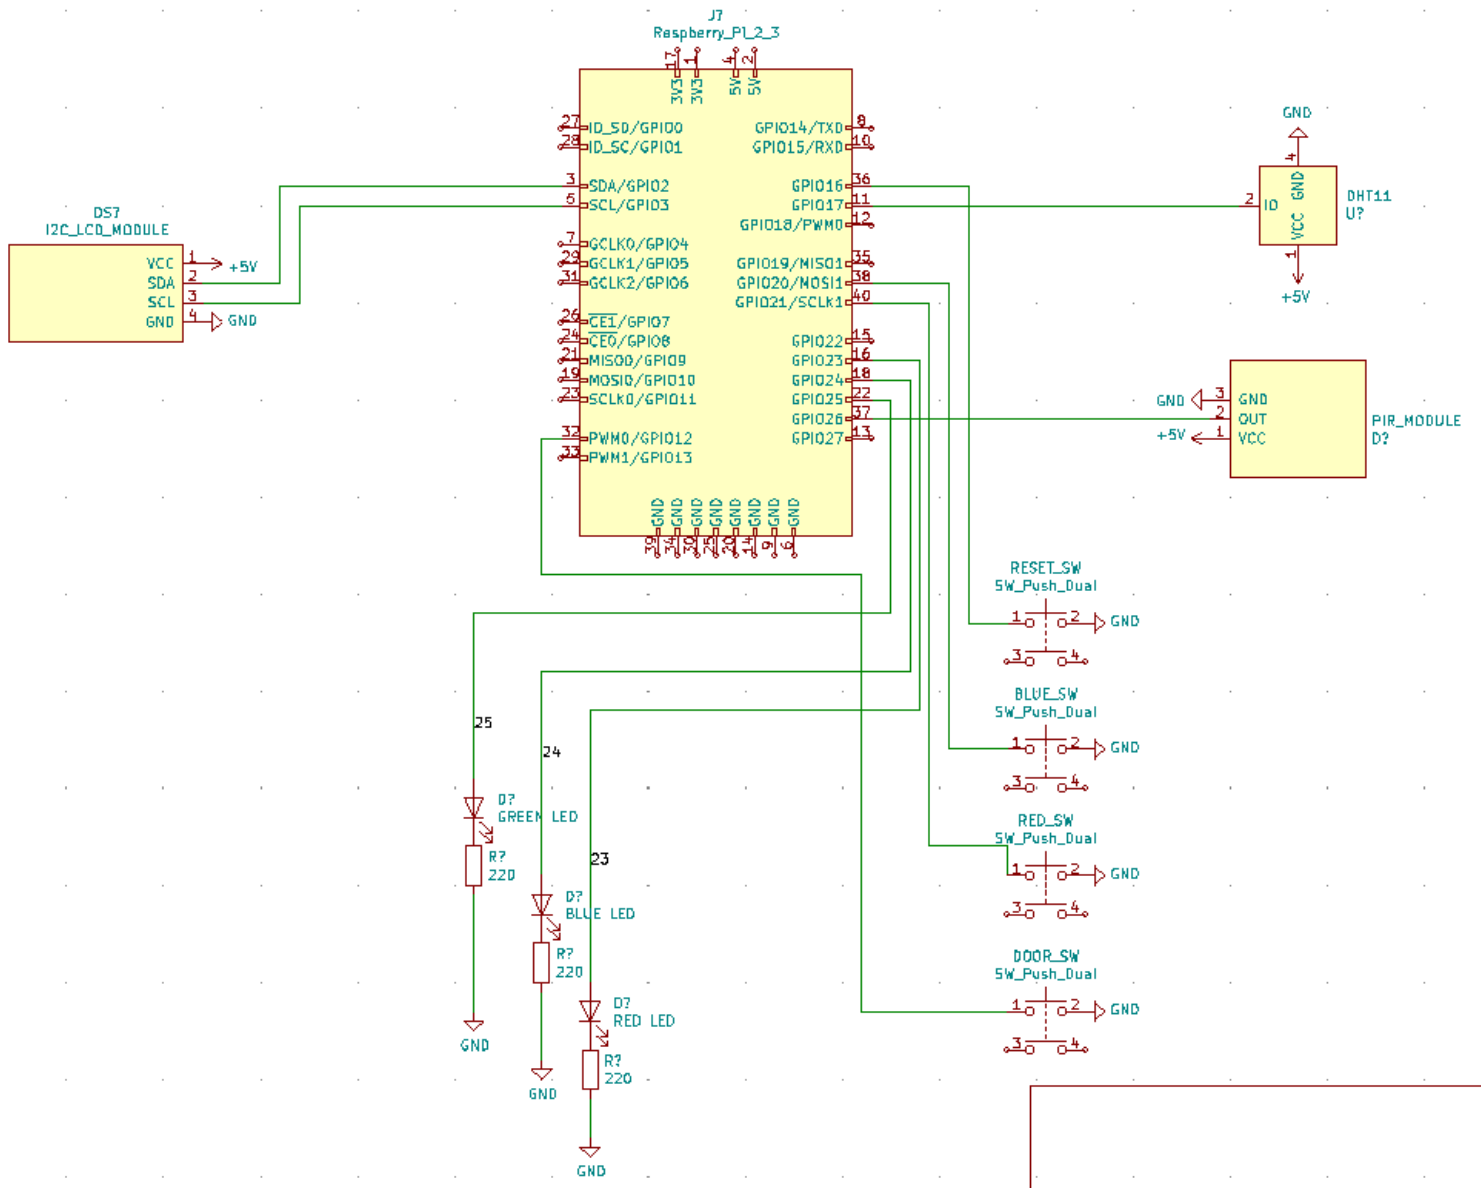 J?
Raspberry_Pi_2_3
17
1
4
2
3V3
3V3
5V
5V
27 ID_SD/GPIO0
28 ID_SC/GPIO1
3 SDA/GPIO2
5 SCL/GPIO3
7 GCLK0/GPIO4
29 GCLK1/GPIO5
31 GCLK2/GPIO6
26 CE1/GPIO7
24 CE0/GPIO8
21 MISO0/GPIO9
19 MOSI0/GPIO10
23 SCLK0/GPIO11
32 PWM0/GPIO12
33 PWM1/GPIO13
GPIO14/TXD 8
GPIO15/RXD 10
GPIO16 36
GPIO17 11
GPIO18/PWM0 12
GPIO19/MISO1 35
GPIO20/MOSI1 38
GPIO21/SCLK1 40
GPIO22 15
GPIO23 16
GPIO24 18
GPIO25 22
GPIO26 37
GPIO27 13
GND
GND
GND
GND
GND
GND
GND
GND
39
34
30
25
20
14
9
6
DS?
I2C_LCD_MODULE
VCC 1 +5V
SDA 2
SCL 3
GND 4 GND
GND
4
GND
2 IO
VCC
1
+5V
DHT11
U?
GND 3 GND
2 OUT
+5V 1 VCC
PIR_MODULE
D?
RESET_SW
SW_Push_Dual
1 2 GND
3 4
BLUE_SW
SW_Push_Dual
1 2 GND
3 4
RED_SW
SW_Push_Dual
1 2 GND
3 4
DOOR_SW
SW_Push_Dual
1 2 GND
3 4
25
D?
GREEN LED
R?
220
GND
24
D?
BLUE LED
R?
220
GND
23
D?
RED LED
R?
220
GND